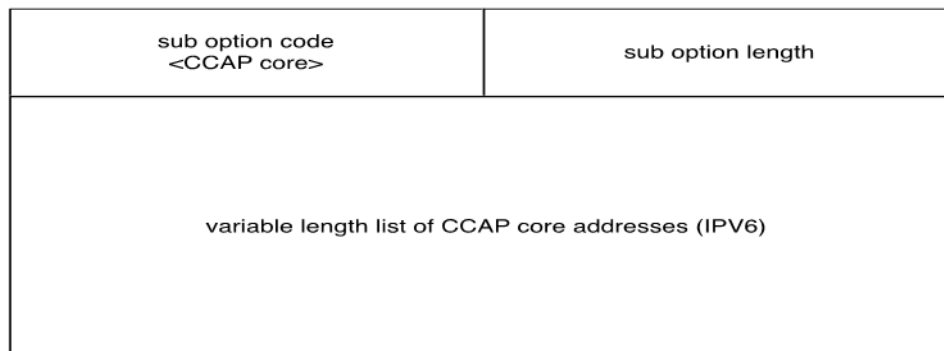 sub option code
<CCAP core>
sub option length
variable length list of CCAP core addresses (IPV6)